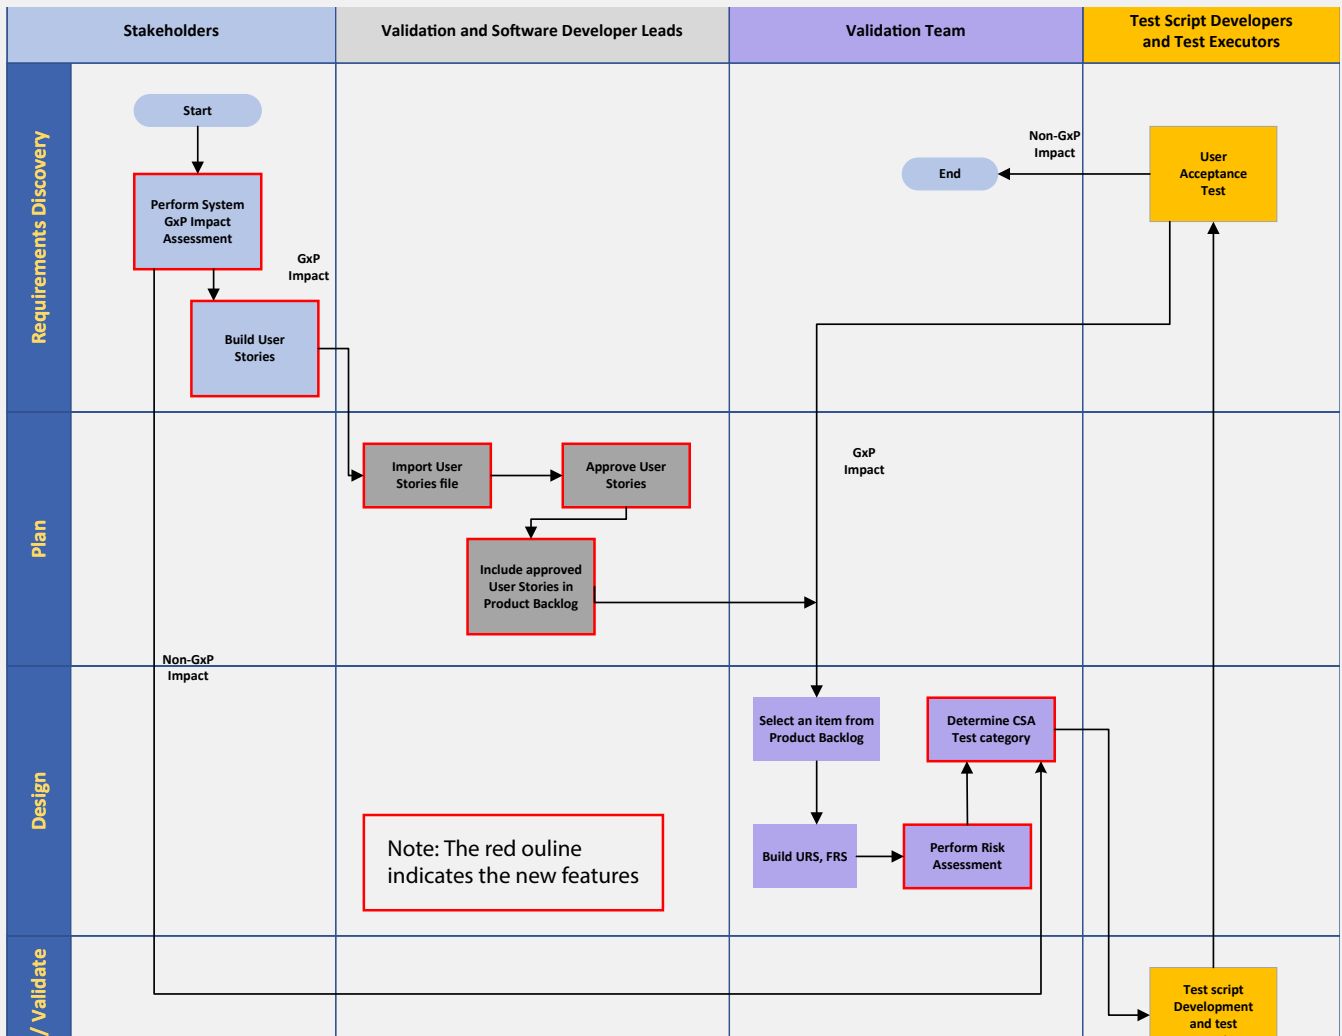 Stakeholders
Validation and Software Developer Leads
Validation Team
Test Script Developers
and Test Executors
Requirements Discovery
Start
Perform System
GxP Impact
Assessment
GxP
Impact
Build User
Stories
End
Non-GxP
Impact
User
Acceptance
Test
Plan
Import User
Stories file
Approve User
Stories
Include approved
User Stories in
Product Backlog
GxP
Impact
Non-GxP
Impact
Design
Select an item from
Product Backlog
Determine CSA
Test category
Build URS, FRS
Perform Risk
Assessment
Note: The red ouline
indicates the new features
/ Validate
Test script
Development
and test